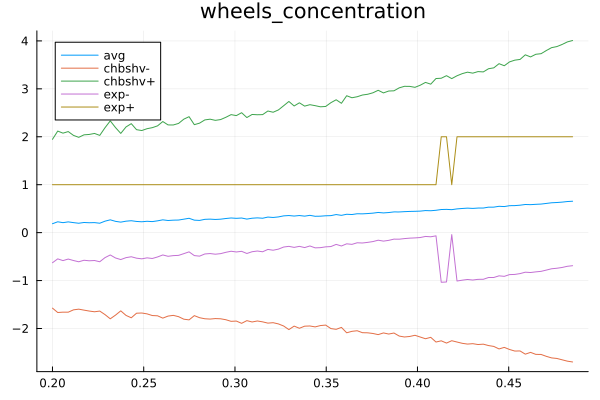 wheels_concentration
4
3
2
1
0
−1
−2
avg
chbshv-
chbshv+
exp-
exp+
0.20 0.25 0.30 0.35 0.40 0.45